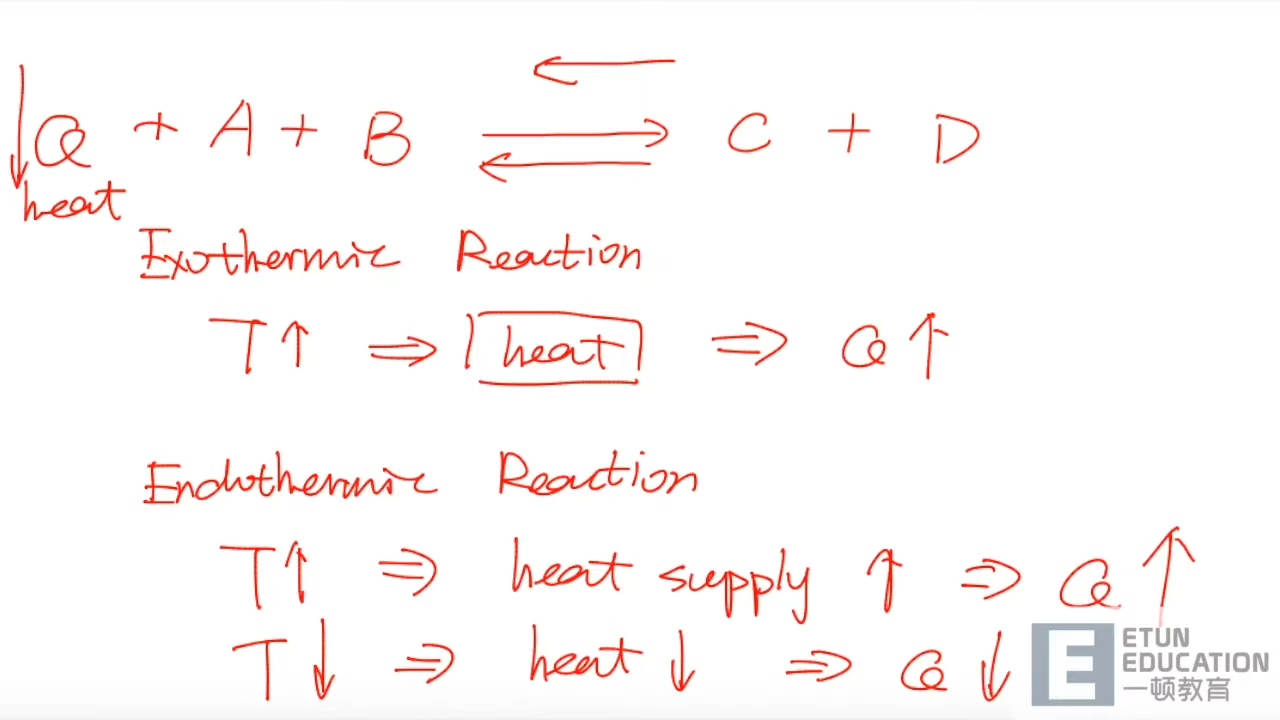 Q + A + B ⇌ C + D
heat
Exothermic Reaction
T↑ ⇒ heat ⇒ Q↑
Endothermic Reaction
T↑ ⇒ heat supply ↑ ⇒ Q↑
T↓ ⇒ heat ↓ ⇒ Q↓
ETUN
EDUCATION
一顿教育